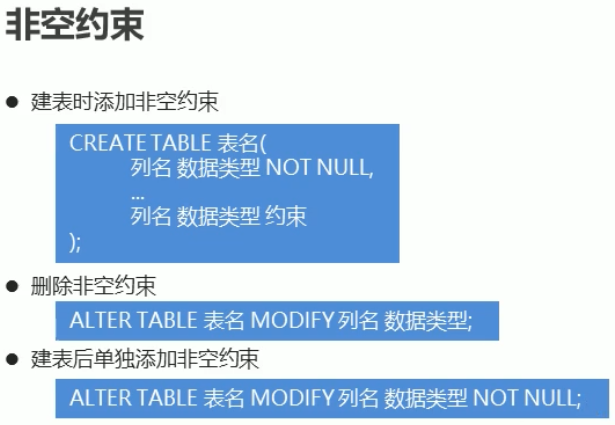 非空约束
● 建表时添加非空约束
CREATE TABLE 表名(
列名 数据类型 NOT NULL,
...
列名 数据类型 约束
);
● 删除非空约束
ALTER TABLE 表名 MODIFY 列名 数据类型;
● 建表后单独添加非空约束
ALTER TABLE 表名 MODIFY 列名 数据类型 NOT NULL;